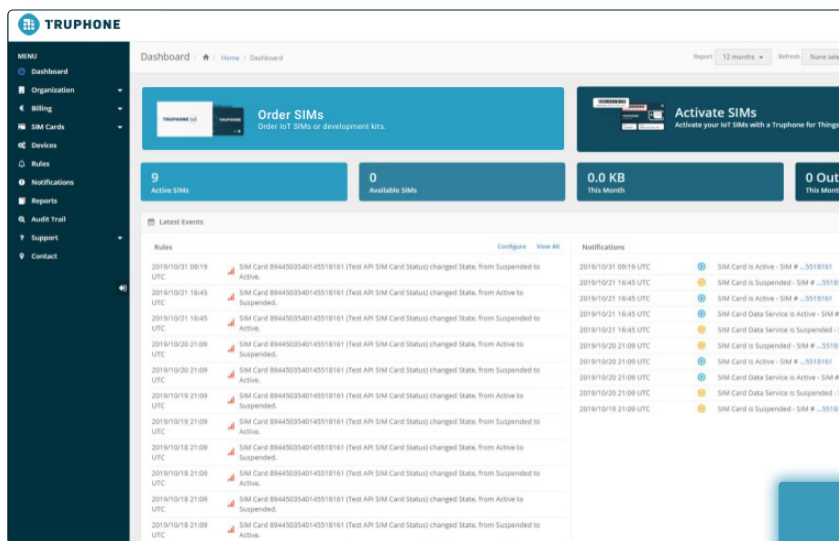 TRUPHONE
MENU
Dashboard
Organization
Billing
SIM Cards
Devices
Rules
Notifications
Reports
Audit Trail
Support
Contact
Dashboard / Home / Dashboard
Report 12 months Refresh None sele
TRUPHONE TRUPHONE
Order SIMs
Order IoT SIMs or development kits.
Activate SIMs
Activate your IoT SIMs with a Truphone for Things
9
Active SIMs
0
Available SIMs
0.0 KB
This Month
0 Out
This Mont
Latest Events
Rules Configure View All
2019/10/31 09:19 UTC SIM Card 8944503540145518161 (Test API SIM Card Status) changed State, from Suspended to
Active.
2019/10/21 16:45 UTC SIM Card 8944503540145518161 (Test API SIM Card Status) changed State, from Active to
Suspended.
2019/10/21 16:45 UTC SIM Card 8944503540145518161 (Test API SIM Card Status) changed State, from Suspended to
Active.
2019/10/20 21:09 UTC SIM Card 8944503540145518161 (Test API SIM Card Status) changed State, from Active to
Suspended.
2019/10/20 21:09 UTC SIM Card 8944503540145518161 (Test API SIM Card Status) changed State, from Suspended to
Active.
2019/10/19 21:09 UTC SIM Card 8944503540145518161 (Test API SIM Card Status) changed State, from Active to
Suspended.
2019/10/19 21:09 UTC SIM Card 8944503540145518161 (Test API SIM Card Status) changed State, from Suspended to
Active.
2019/10/18 21:09 UTC SIM Card 8944503540145518161 (Test API SIM Card Status) changed State, from Active to
Suspended.
2019/10/18 21:09 UTC SIM Card 8944503540145518161 (Test API SIM Card Status) changed State, from Suspended to
Active.
2019/10/18 21:09 UTC SIM Card 8944503540145518161 (Test API SIM Card Status) changed State, from Active to
Suspended.
2019/10/18 21:09 UTC SIM Card 8944503540145518161 (Test API SIM Card Status) changed State, from Suspended to
Active.
Notifications
2019/10/31 09:19 UTC SIM Card is Active - SIM # ...5518161
2019/10/21 16:45 UTC SIM Card is Suspended - SIM # ...5518
2019/10/21 16:45 UTC SIM Card is Active - SIM # ...5518161
2019/10/21 16:45 UTC SIM Card Data Service is Active - SIM #
2019/10/21 16:45 UTC SIM Card Data Service is Suspended -
2019/10/20 21:09 UTC SIM Card is Suspended - SIM # ...5518
2019/10/20 21:09 UTC SIM Card is Active - SIM # ...5518161
2019/10/20 21:09 UTC SIM Card Data Service is Active - SIM #
2019/10/20 21:09 UTC SIM Card Data Service is Suspended -
2019/10/19 21:09 UTC SIM Card is Suspended - SIM # ...5518